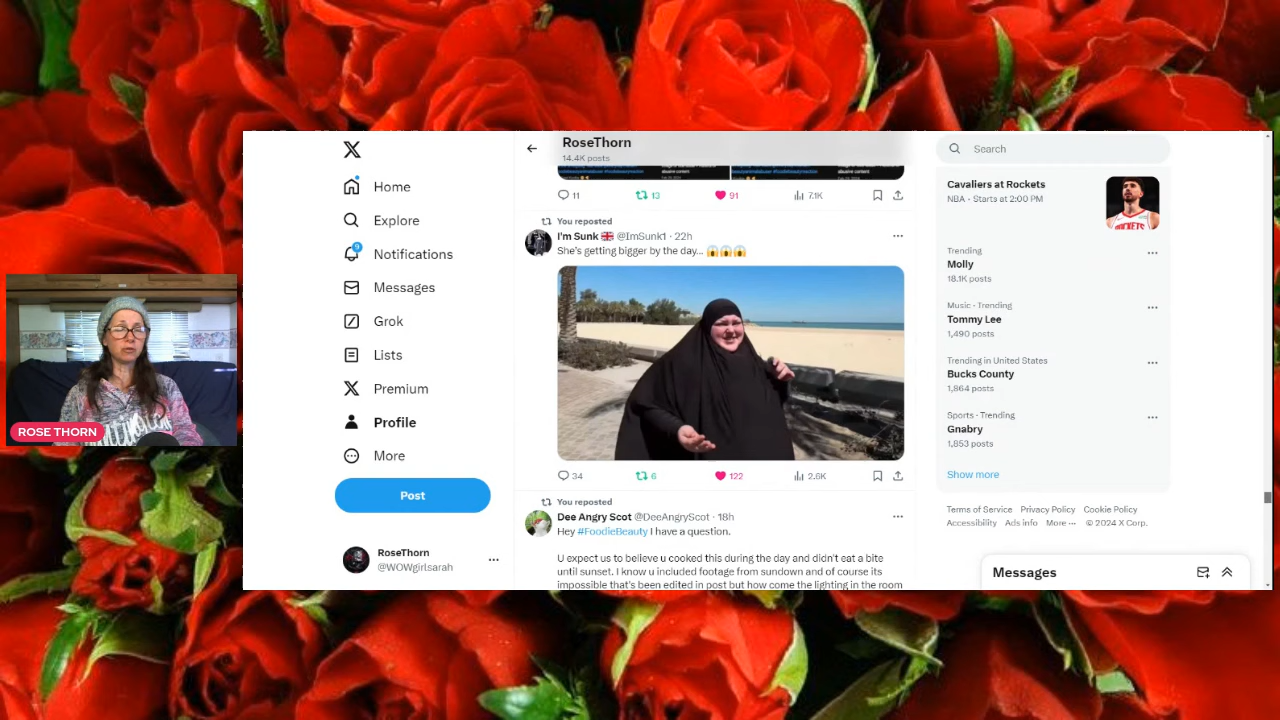 RoseThorn
14.4K posts
Search
Home
Explore
9
Notifications
Messages
Grok
Lists
Premium
Profile
More
Post
RoseThorn
@WOWgirlsarah
ROSE THORN
11
13
91
7.1K
You reposted
I'm Sunk 🇬🇧 @ImSunk1 · 22h
She's getting bigger by the day... 😱😱😱
34
6
122
2.6K
You reposted
Dee Angry Scot @DeeAngryScot · 18h
Hey #FoodieBeauty I have a question.
U expect us to believe u cooked this during the day and didn't eat a bite
until sunset. I know u included footage from sundown and of course its
impossible that's been edited in post but how come the lighting in the room
Cavaliers at Rockets
NBA · Starts at 2:00 PM
ROCKETS
Trending
Molly
18.1K posts
Music · Trending
Tommy Lee
1,490 posts
Trending in United States
Bucks County
1,864 posts
Sports · Trending
Gnabry
1,853 posts
Show more
Terms of Service Privacy Policy Cookie Policy
Accessibility Ads info More ··· © 2024 X Corp.
Messages